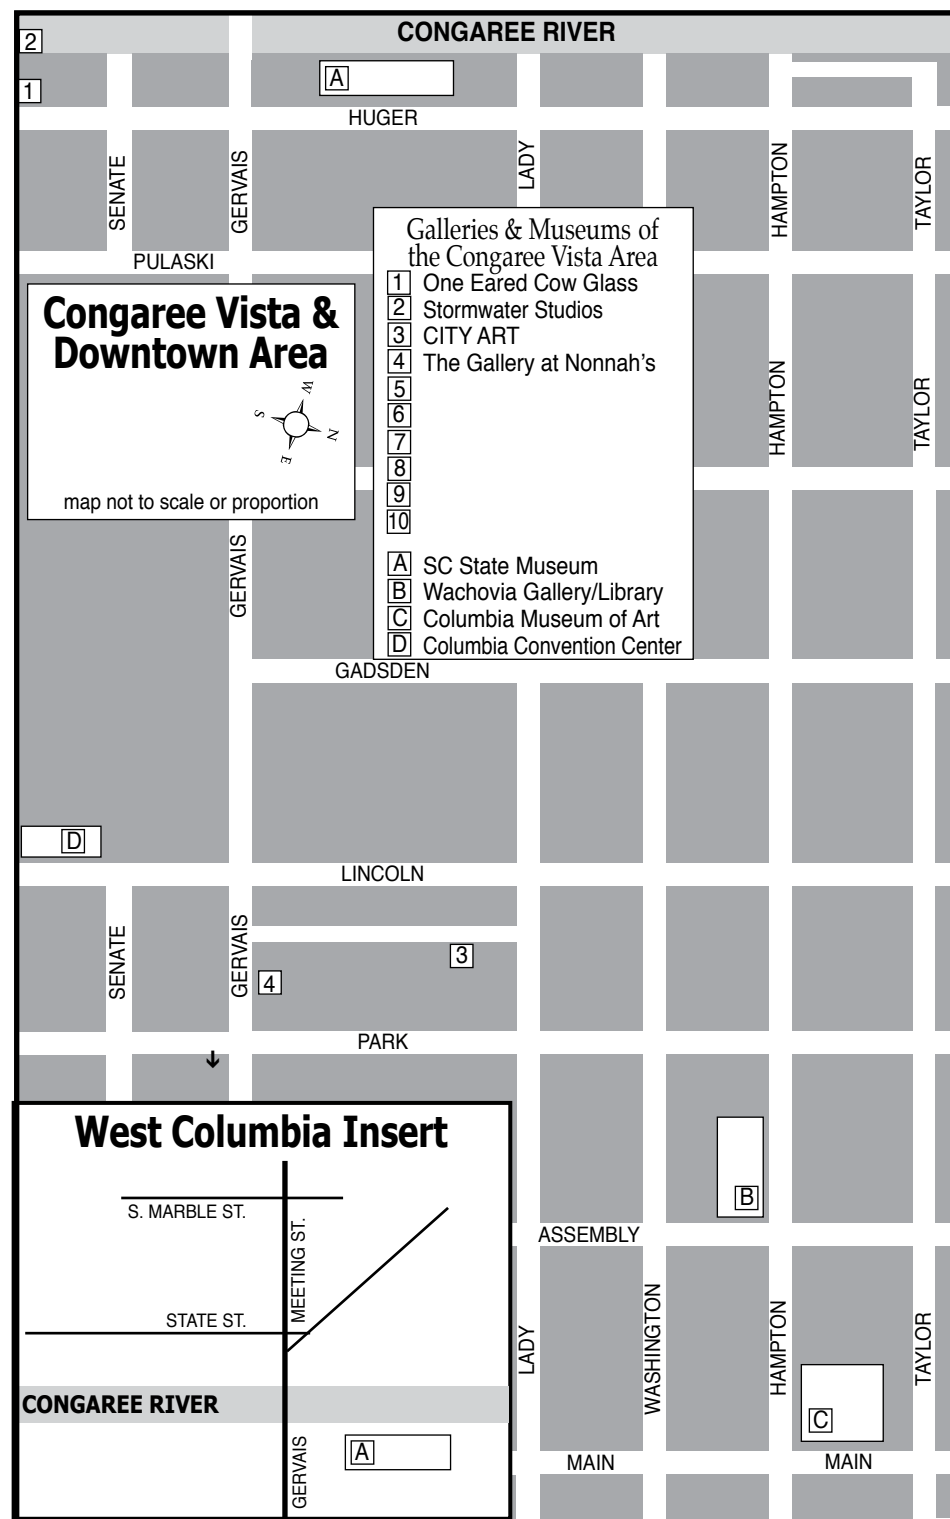 CONGAREE RIVER
2
1
A
HUGER
SENATE
GERVAIS
LADY
HAMPTON
TAYLOR
PULASKI
Congaree Vista &
Downtown Area
W
S
N
E
map not to scale or proportion
Galleries & Museums of
the Congaree Vista Area
1 One Eared Cow Glass
2 Stormwater Studios
3 CITY ART
4 The Gallery at Nonnah's
5
6
7
8
9
10
A SC State Museum
B Wachovia Gallery/Library
C Columbia Museum of Art
D Columbia Convention Center
HAMPTON
TAYLOR
GERVAIS
GADSDEN
D
LINCOLN
SENATE
GERVAIS
3
4
PARK
West Columbia Insert
S. MARBLE ST.
MEETING ST.
STATE ST.
CONGAREE RIVER
GERVAIS
A
B
ASSEMBLY
LADY
WASHINGTON
HAMPTON
TAYLOR
C
MAIN
MAIN